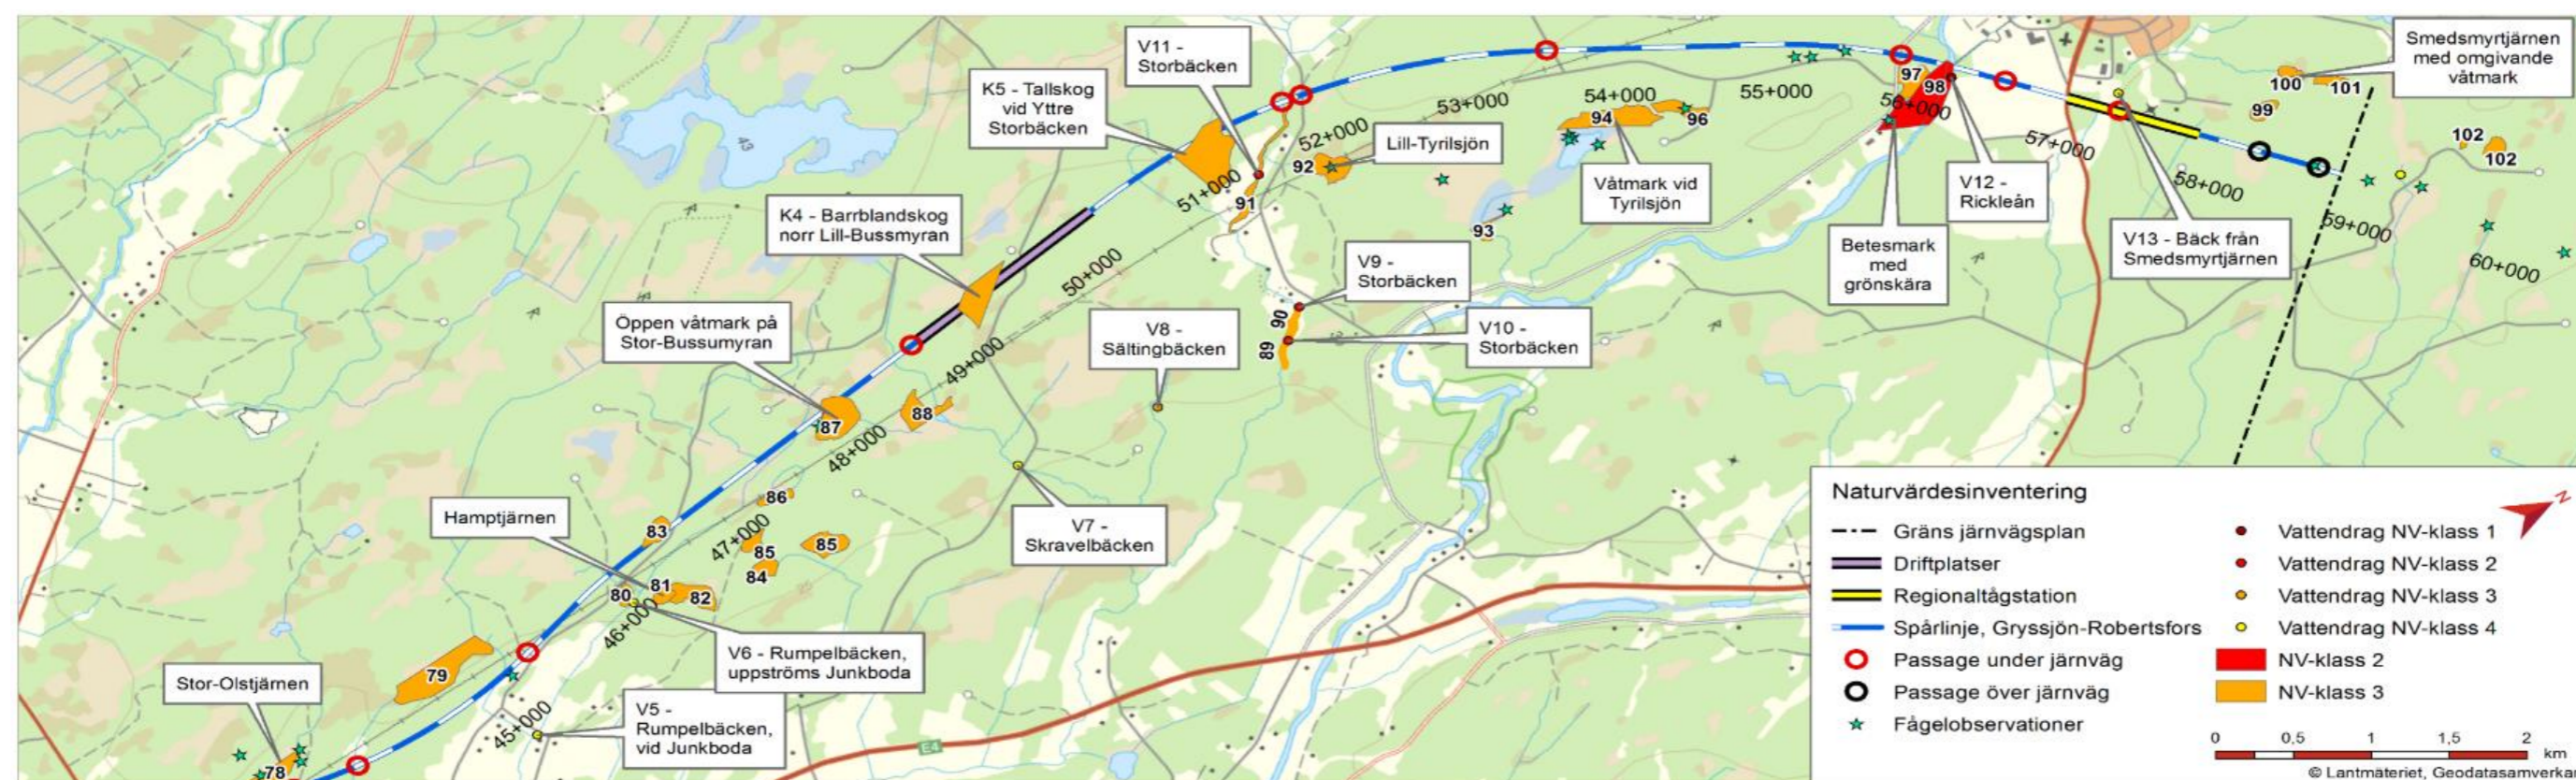 V11 -
Storbäcken
K5 - Tallskog
vid Yttre
Storbäcken
K4 - Barrblandskog
norr Lill-Bussmyran
Öppen våtmark på
Stor-Bussumyran
Hamptjärnen
Stor-Olstjärnen
V5 -
Rumpelbäcken,
vid Junkboda
V6 - Rumpelbäcken,
uppströms Junkboda
V7 -
Skravelbäcken
V8 -
Sältingbäcken
V9 -
Storbäcken
V10 -
Storbäcken
Lill-Tyrilsjön
Våtmark vid
Tyrilsjön
Betesmark
med
grönskära
V12 -
Rickleån
V13 - Bäck från
Smedsmyrtjärnen
Smedsmyrtjärnen
med omgivande
våtmark
45+000
46+000
47+000
48+000
49+000
50+000
51+000
52+000
53+000
54+000
55+000
56+000
57+000
58+000
59+000
60+000
78
79
80
81
82
83
84
85
85
86
87
88
89
90
91
92
93
94
96
97
98
99
100
101
102
102
43
E4
Naturvärdesinventering
Gräns järnvägsplan
Driftplatser
Regionaltågstation
Spårlinje, Gryssjön-Robertsfors
Passage under järnväg
Passage över järnväg
Fågelobservationer
Vattendrag NV-klass 1
Vattendrag NV-klass 2
Vattendrag NV-klass 3
Vattendrag NV-klass 4
NV-klass 2
NV-klass 3
N
0 0,5 1 1,5 2
km
© Lantmäteriet, Geodatasamverkan